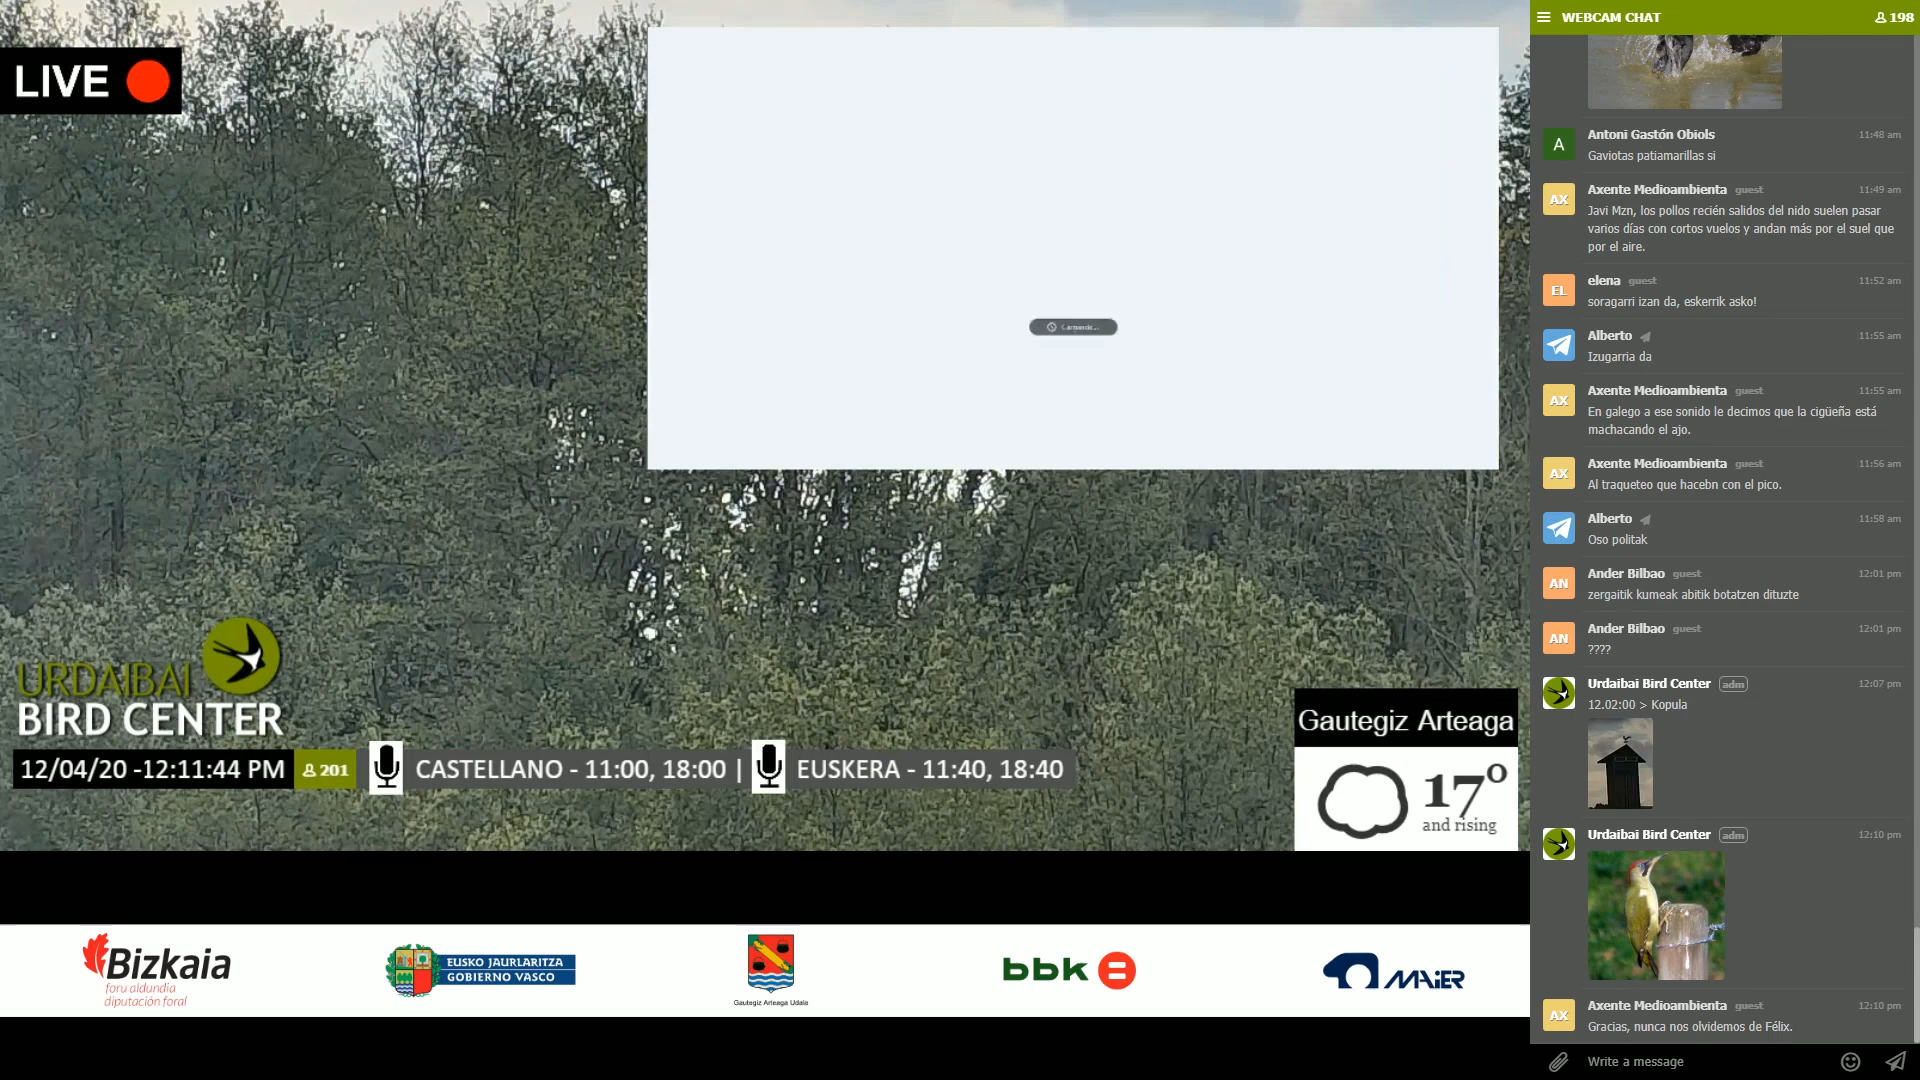 LIVE
URDAIBAI
BIRD CENTER
12/04/20 -12:11:44 PM
201
CASTELLANO - 11:00, 18:00 |
EUSKERA - 11:40, 18:40
Gautegiz Arteaga
17º
and rising
Bizkaia
foru aldundia
diputación foral
EUSKO JAURLARITZA
GOBIERNO VASCO
Gautegiz Arteaga Udala
bbk
MAIER
WEBCAM CHAT
198
Antoni Gastón Obiols 11:48 am
A
Gaviotas patiamarillas si
Axente Medioambienta guest 11:49 am
AX
Javi Mzn, los pollos recién salidos del nido suelen pasar
varios días con cortos vuelos y andan más por el suel que
por el aire.
elena guest 11:52 am
EL
soragarri izan da, eskerrik asko!
Alberto 11:55 am
Izugarria da
Axente Medioambienta guest 11:55 am
AX
En galego a ese sonido le decimos que la cigüeña está
machacando el ajo.
Axente Medioambienta guest 11:56 am
AX
Al traqueteo que hacebn con el pico.
Alberto 11:58 am
Oso politak
Ander Bilbao guest 12:01 pm
AN
zergaitik kumeak abitik botatzen dituzte
Ander Bilbao guest 12:01 pm
AN
????
Urdaibai Bird Center adm 12:07 pm
12.02:00 > Kopula
Urdaibai Bird Center adm 12:10 pm
Axente Medioambienta guest 12:10 pm
AX
Gracias, nunca nos olvidemos de Félix.
Write a message